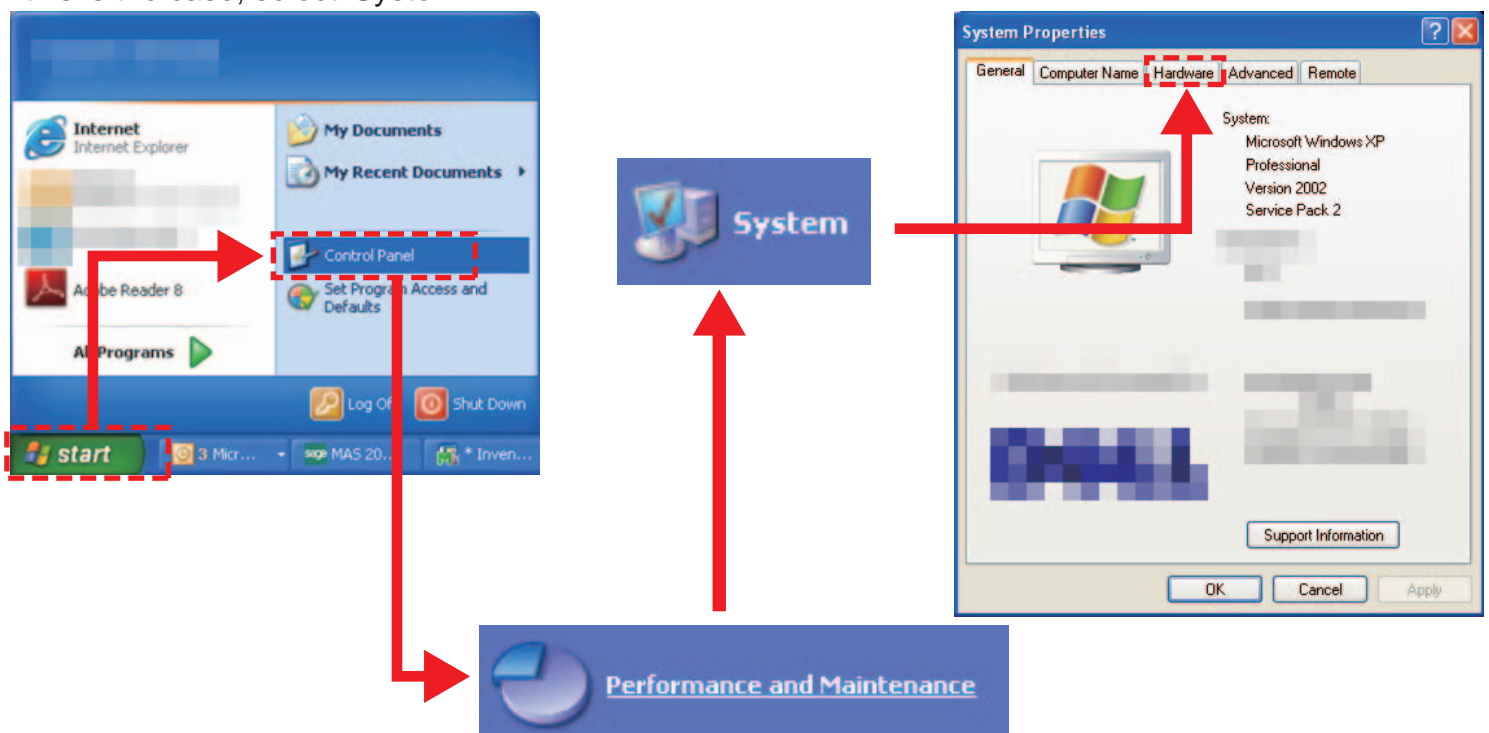 System
Internet
Internet Explorer
Adobe Reader 8
All Programs
My Documents
My Recent Documents
Control Panel
Set Program Access and
Defaults
Log Off
Shut Down
start
3 Micr...
MAS 20...
* Inven...
System Properties
General
Computer Name
Hardware
Advanced
Remote
System:
Microsoft Windows XP
Professional
Version 2002
Service Pack 2
Support Information
OK
Cancel
Apply
Performance and Maintenance